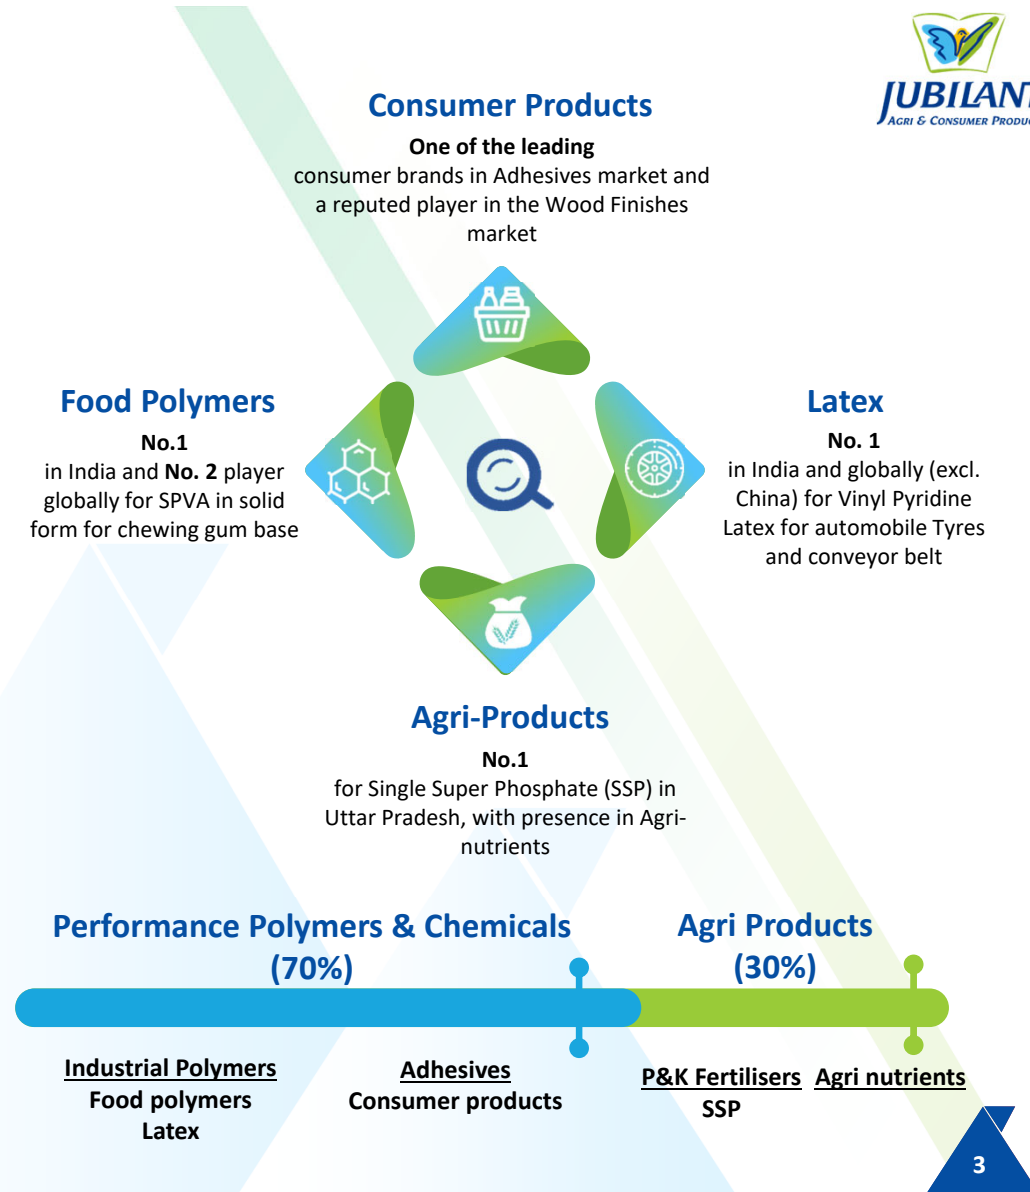 JUBILANT
AGRI & CONSUMER PRODUC
Consumer Products
One of the leading
consumer brands in Adhesives market and
a reputed player in the Wood Finishes
market
Food Polymers
No.1
in India and No. 2 player
globally for SPVA in solid
form for chewing gum base
Latex
No. 1
in India and globally (excl.
China) for Vinyl Pyridine
Latex for automobile Tyres
and conveyor belt
Agri-Products
No.1
for Single Super Phosphate (SSP) in
Uttar Pradesh, with presence in Agri-
nutrients
Performance Polymers & Chemicals
(70%)
Agri Products
(30%)
Industrial Polymers
Food polymers
Latex
Adhesives
Consumer products
P&K Fertilisers
SSP
Agri nutrients
3